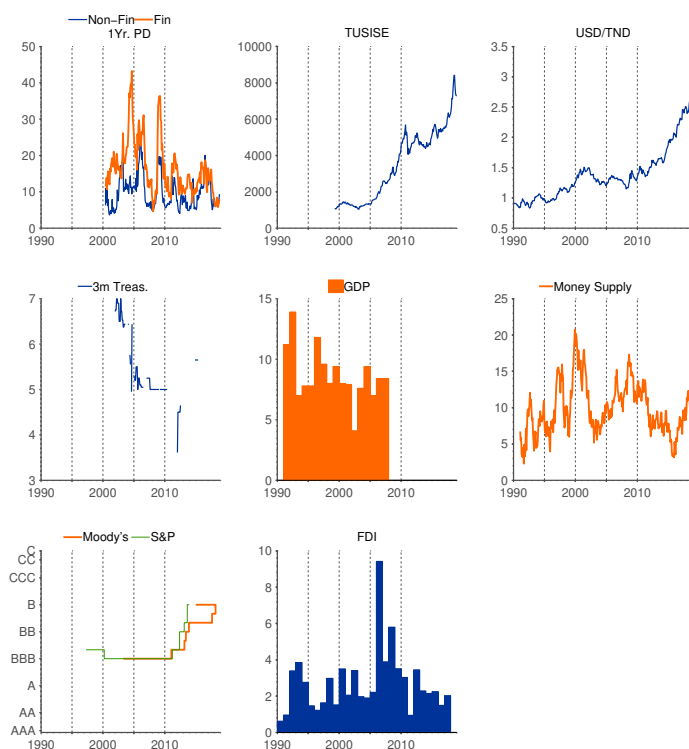 Non−Fin Fin
1Yr. PD
50
40
30
20
10
0
1990 2000 2010
TUSISE
10000
8000
6000
4000
2000
0
1990 2000 2010
USD/TND
3.5
3
2.5
2
1.5
1
0.5
1990 2000 2010
3m Treas.
7
6
5
4
3
1990 2000 2010
GDP
15
10
5
0
1990 2000 2010
Money Supply
25
20
15
10
5
0
1990 2000 2010
Moody's S&P
C
CC
CCC
B
BB
BBB
A
AA
AAA
1990 2000 2010
FDI
10
8
6
4
2
0
1990 2000 2010